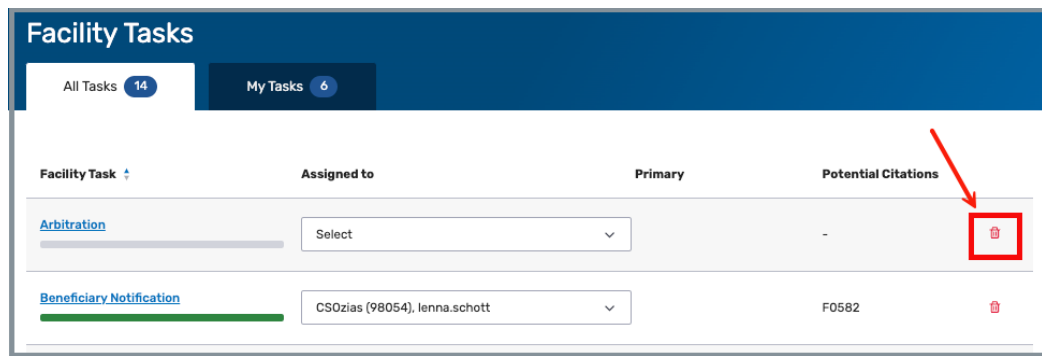 Facility Tasks
All Tasks 14 My Tasks 6
Facility Task Assigned to Primary Potential Citations
Arbitration Select -
Beneficiary Notification CSOzias (98054), lenna.schott F0582